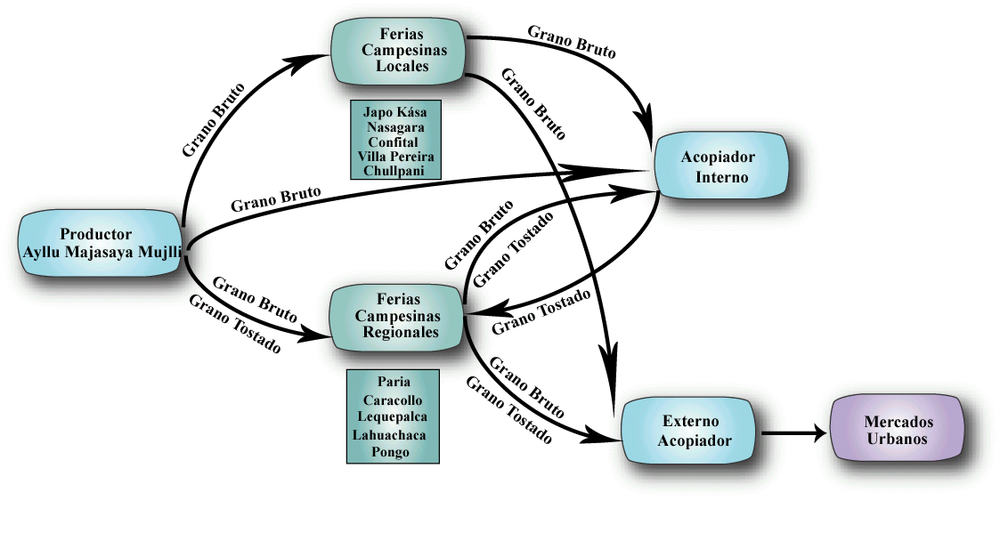 Ferias
Campesinas
Locales
Grano Bruto
Grano Bruto
Grano Bruto
Japo Kása
Nasagara
Confital
Villa Pereira
Chullpani
Acopiador
Interno
Grano Bruto
Productor
Ayllu Majasaya Mujlli
Grano Bruto
Grano Tostado
Grano Bruto
Grano Tostado
Ferias
Campesinas
Regionales
Grano Tostado
Paria
Caracollo
Lequepalca
Lahuachaca
Pongo
Grano Bruto
Grano Tostado
Externo
Acopiador
Mercados
Urbanos